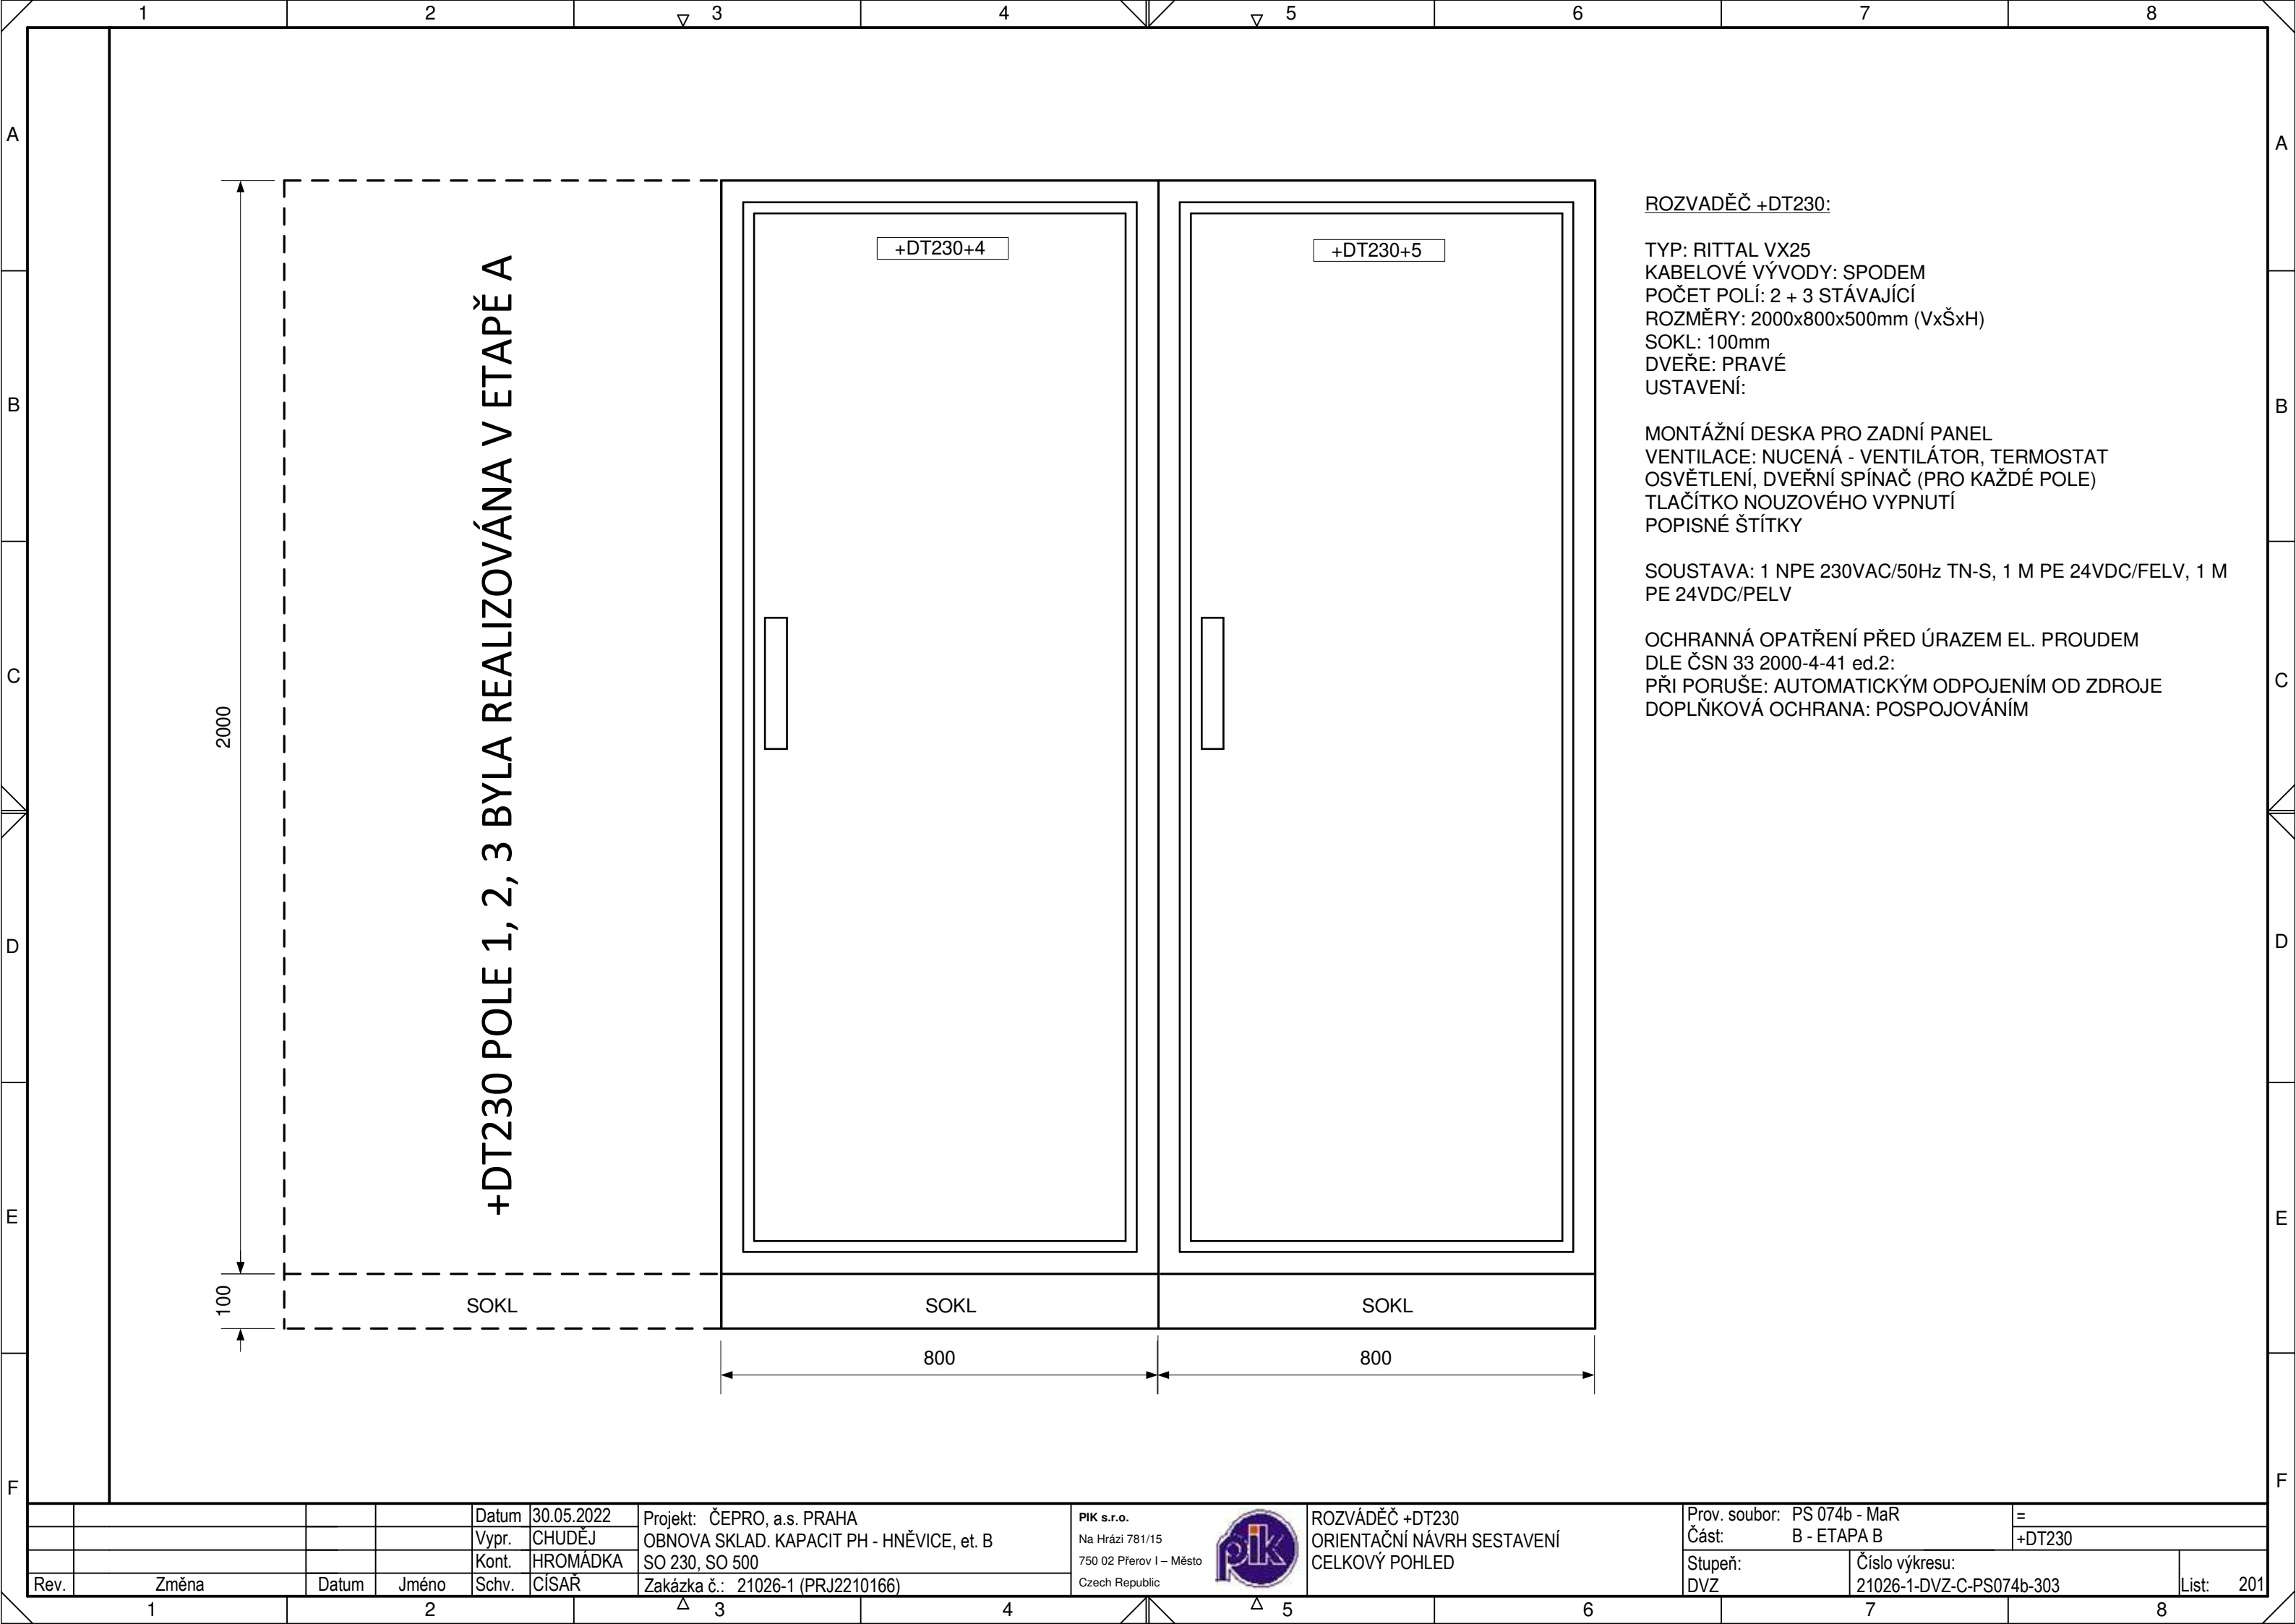 1 2 3 4 5 6 7 8
A A
B B
C C
D D
E E
F F
2000
100
+DT230 POLE 1, 2, 3 BYLA REALIZOVÁNA V ETAPĚ A
+DT230+4
+DT230+5
SOKL
SOKL
SOKL
800
800
ROZVADĚČ +DT230:
TYP: RITTAL VX25
KABELOVÉ VÝVODY: SPODEM
POČET POLÍ: 2 + 3 STÁVAJÍCÍ
ROZMĚRY: 2000x800x500mm (VxŠxH)
SOKL: 100mm
DVEŘE: PRAVÉ
USTAVENÍ:
MONTÁŽNÍ DESKA PRO ZADNÍ PANEL
VENTILACE: NUCENÁ - VENTILÁTOR, TERMOSTAT
OSVĚTLENÍ, DVEŘNÍ SPÍNAČ (PRO KAŽDÉ POLE)
TLAČÍTKO NOUZOVÉHO VYPNUTÍ
POPISNÉ ŠTÍTKY
SOUSTAVA: 1 NPE 230VAC/50Hz TN-S, 1 M PE 24VDC/FELV, 1 M
PE 24VDC/PELV
OCHRANNÁ OPATŘENÍ PŘED ÚRAZEM EL. PROUDEM
DLE ČSN 33 2000-4-41 ed.2:
PŘI PORUŠE: AUTOMATICKÝM ODPOJENÍM OD ZDROJE
DOPLŇKOVÁ OCHRANA: POSPOJOVÁNÍM
Rev. Změna Datum Jméno
Datum 30.05.2022
Vypr. CHUDĚJ
Kont. HROMÁDKA
Schv. CÍSAŘ
Projekt: ČEPRO, a.s. PRAHA
OBNOVA SKLAD. KAPACIT PH - HNĚVICE, et. B
SO 230, SO 500
Zakázka č.: 21026-1 (PRJ2210166)
PIK s.r.o.
Na Hrázi 781/15
750 02 Přerov I – Město
Czech Republic
pik
ROZVÁDĚČ +DT230
ORIENTAČNÍ NÁVRH SESTAVENÍ
CELKOVÝ POHLED
Prov. soubor: PS 074b - MaR
Část: B - ETAPA B
=
+DT230
Stupeň:
DVZ
Číslo výkresu:
21026-1-DVZ-C-PS074b-303
List: 201
1 2 3 4 5 6 7 8